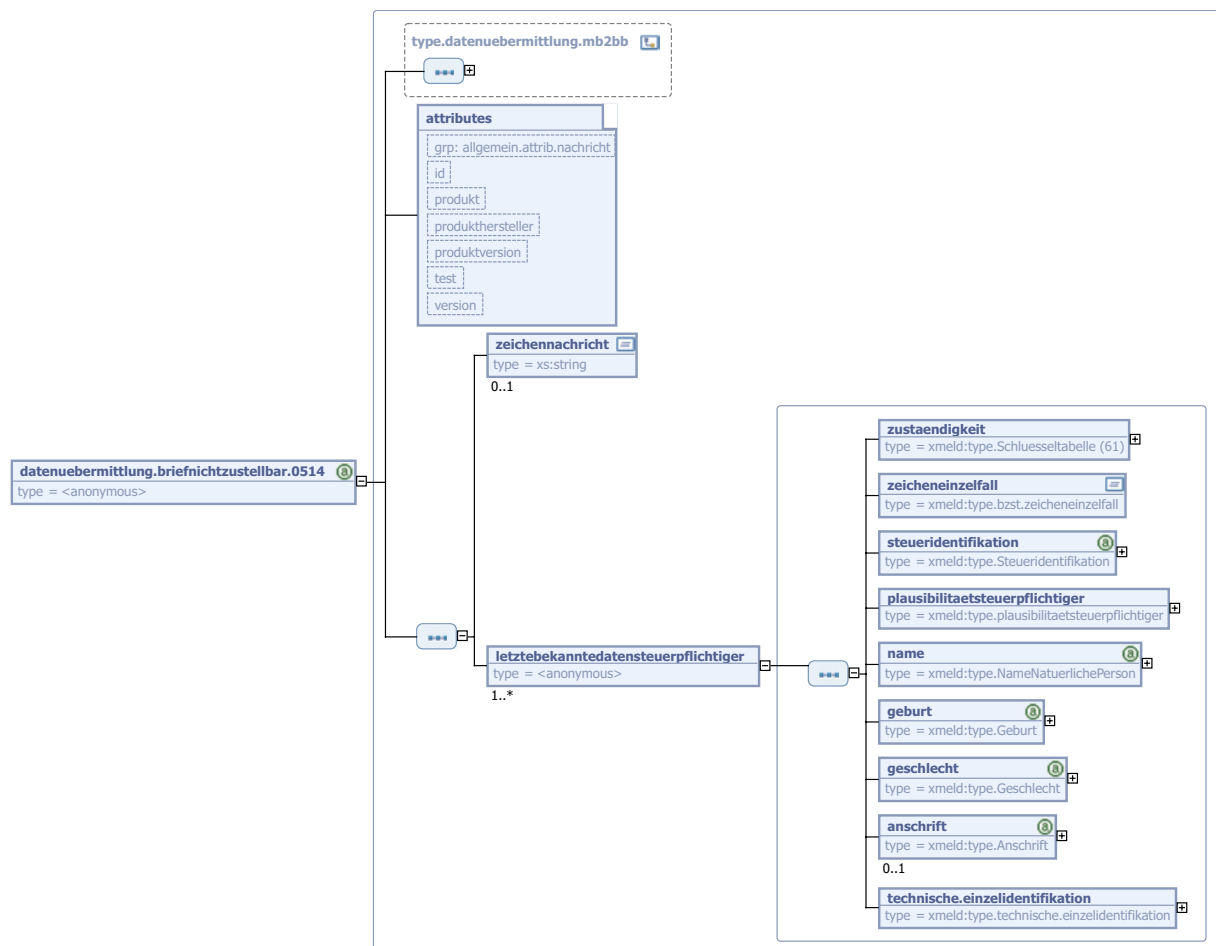 type.datenuebermittlung.mb2bb
attributes
grp: allgemein.attrib.nachricht
id
produkt
produkthersteller
produktversion
test
version
zeichennachricht
type = xs:string
0..1
datenuebermittlung.briefnichtzustellbar.0514
type = <anonymous>
letztebekanntedatensteuerpflichtiger
type = <anonymous>
1..*
zustaendigkeit
type = xmeld:type.Schluesseltabelle (61)
zeicheneinzelfall
type = xmeld:type.bzst.zeicheneinzelfall
steueridentifikation
type = xmeld:type.Steueridentifikation
plausibilitaetsteuerpflichtiger
type = xmeld:type.plausibilitaetsteuerpflichtiger
name
type = xmeld:type.NameNatuerlichePerson
geburt
type = xmeld:type.Geburt
geschlecht
type = xmeld:type.Geschlecht
anschrift
type = xmeld:type.Anschrift
0..1
technische.einzelidentifikation
type = xmeld:type.technische.einzelidentifikation